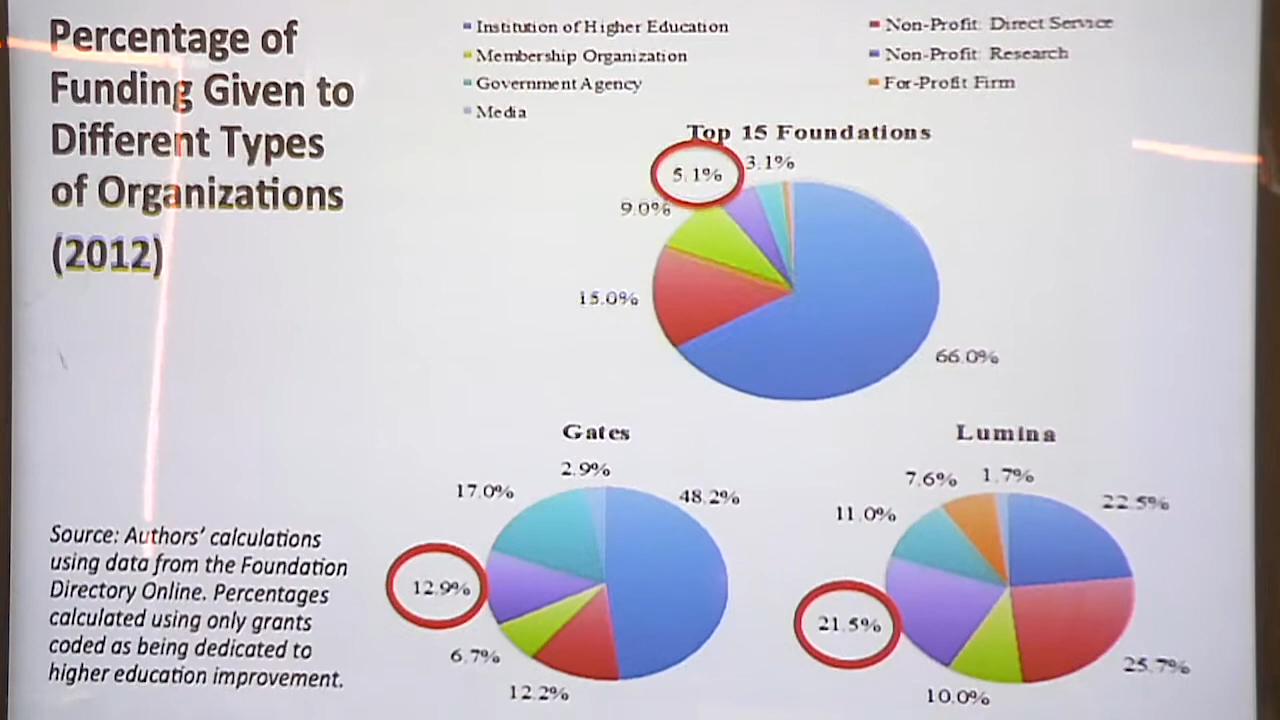 Percentage of
Funding Given to
Different Types
of Organizations
(2012)
Institution of Higher Education
Non-Profit: Direct Service
Membership Organization
Non-Profit: Research
Government Agency
For-Profit Firm
Media
Top 15 Foundations
5.1%
3.1%
9.0%
15.0%
66.0%
Gates
2.9%
17.0%
48.2%
12.9%
6.7%
12.2%
Lumina
7.6%
1.7%
22.5%
11.0%
21.5%
25.7%
10.0%
Source: Authors' calculations
using data from the Foundation
Directory Online. Percentages
calculated using only grants
coded as being dedicated to
higher education improvement.